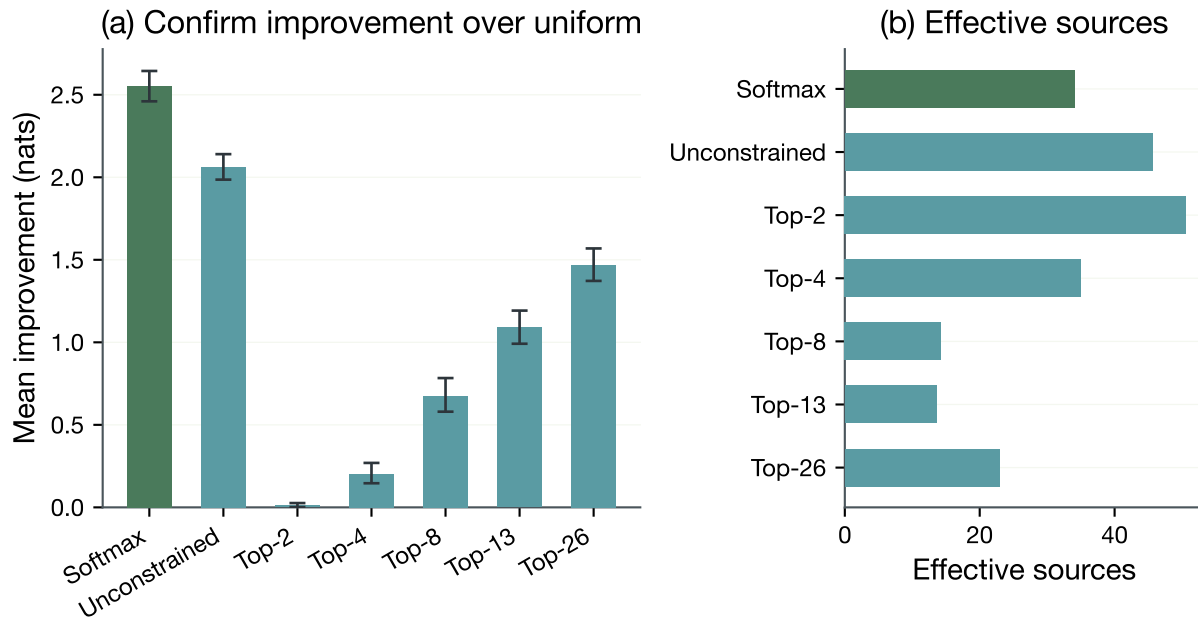 (a) Confirm improvement over uniform
Mean improvement (nats)
2.5
2.0
1.5
1.0
0.5
0.0
Softmax
Unconstrained
Top-2
Top-4
Top-8
Top-13
Top-26
(b) Effective sources
Softmax
Unconstrained
Top-2
Top-4
Top-8
Top-13
Top-26
0
20
40
Effective sources